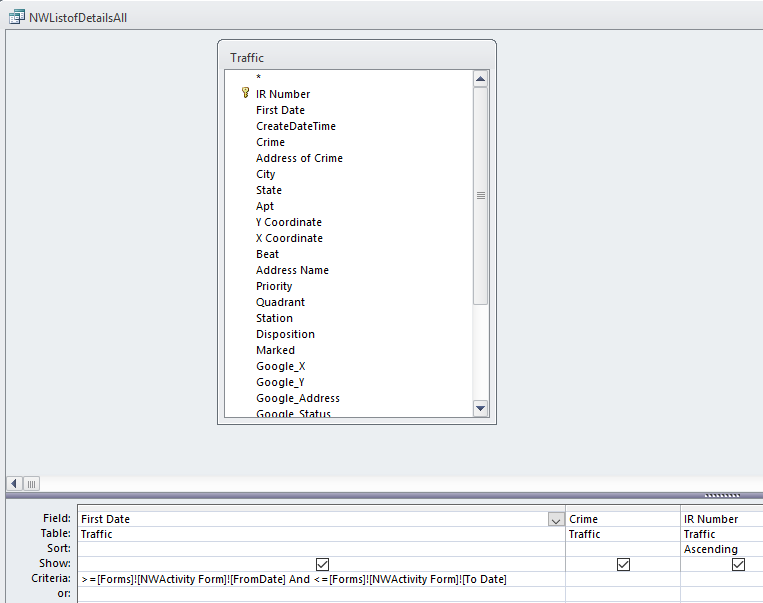 NWListofDetailsAll
Traffic
*
IR Number
First Date
CreateDateTime
Crime
Address of Crime
City
State
Apt
Y Coordinate
X Coordinate
Beat
Address Name
Priority
Quadrant
Station
Disposition
Marked
Google_X
Google_Y
Google_Address
Google_Status
Field: First Date Crime IR Number
Table: Traffic Traffic Traffic
Sort: Ascending
Show:
Criteria: >=[Forms]![NWActivity Form]![FromDate] And <=[Forms]![NWActivity Form]![To Date]
or: